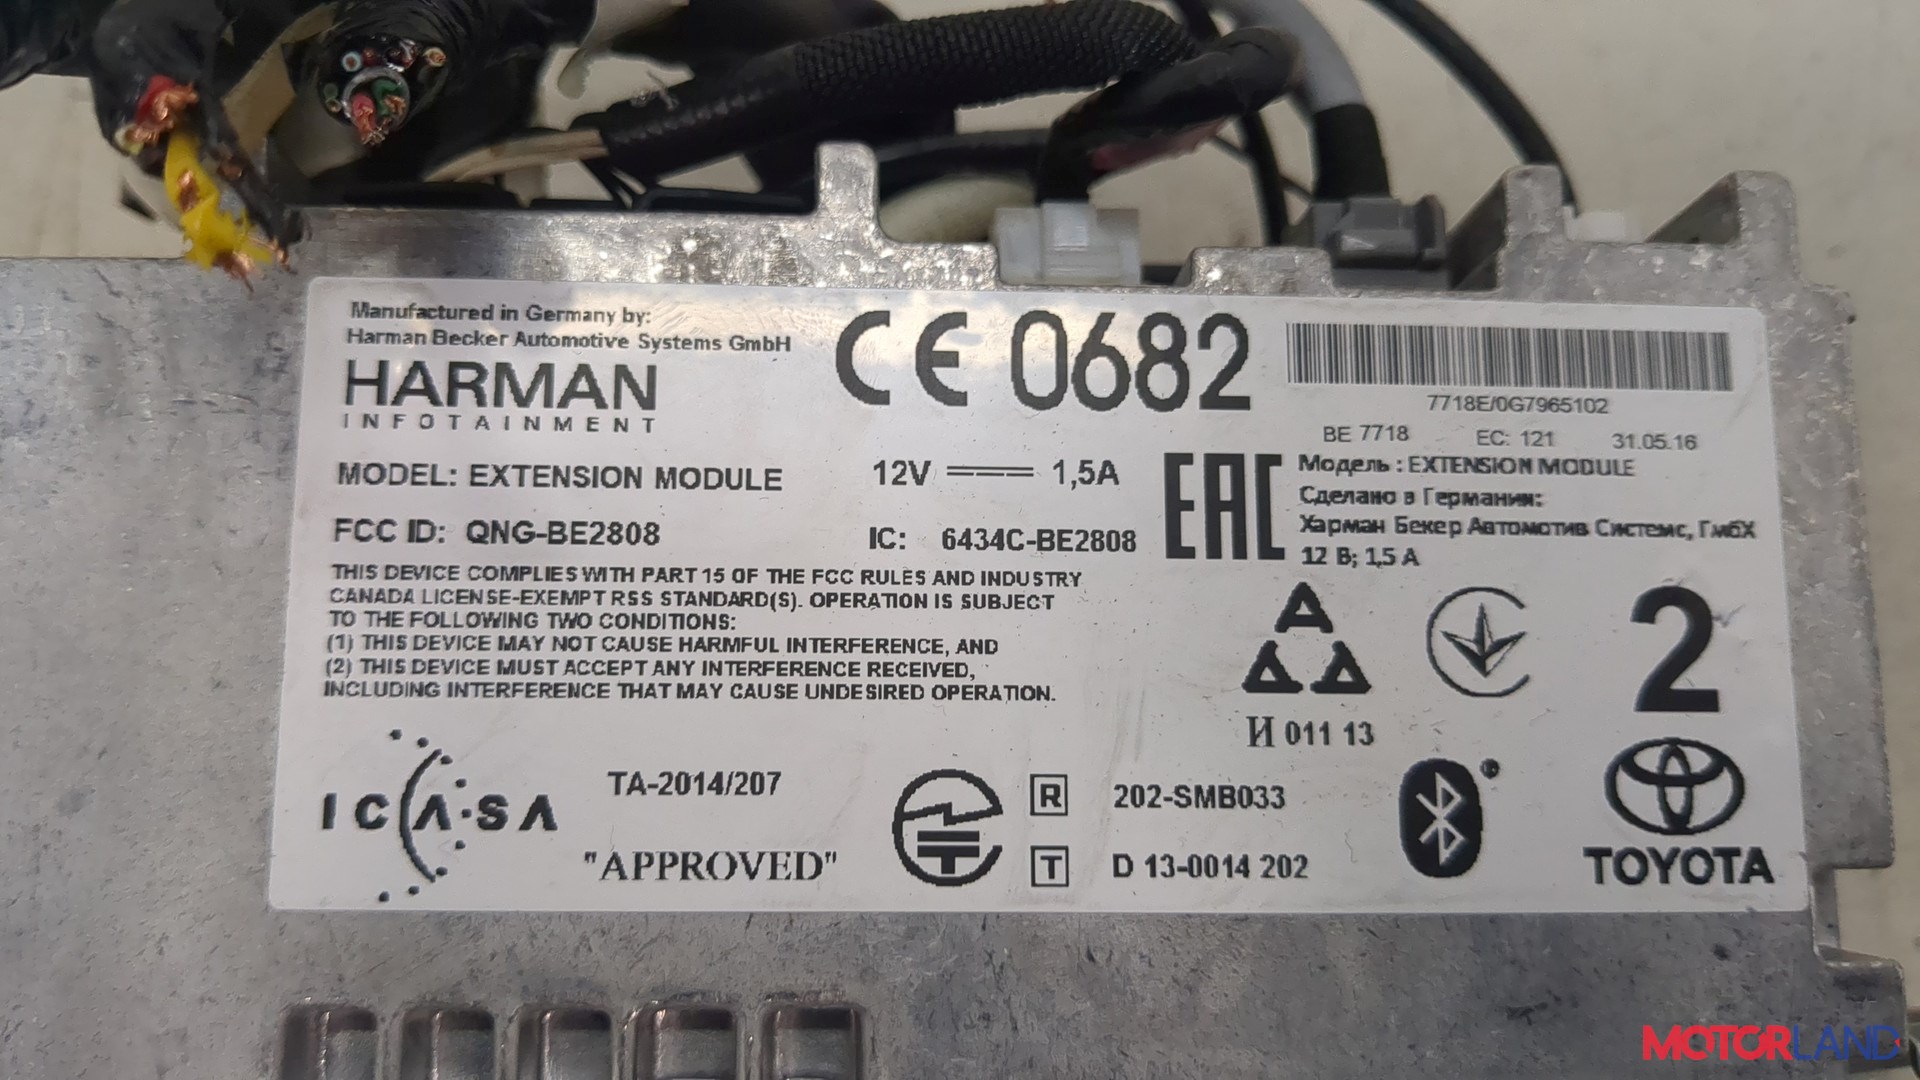 Manufactured in Germany by:
Harman Becker Automotive Systems GmbH
HARMAN
INFOTAINMENT
CE 0682
7718E/0G7965102
BE 7718 EC: 121 31.05.16
MODEL: EXTENSION MODULE
12V 1,5A
FCC ID: QNG-BE2808
IC: 6434C-BE2808
EAC
Модель : EXTENSION MODULE
Сделано в Германии:
Харман Бекер Автомотив Системс, ГмбХ
12 В; 1,5 А
THIS DEVICE COMPLIES WITH PART 15 OF THE FCC RULES AND INDUSTRY
CANADA LICENSE-EXEMPT RSS STANDARD(S). OPERATION IS SUBJECT
TO THE FOLLOWING TWO CONDITIONS:
(1) THIS DEVICE MAY NOT CAUSE HARMFUL INTERFERENCE, AND
(2) THIS DEVICE MUST ACCEPT ANY INTERFERENCE RECEIVED,
INCLUDING INTERFERENCE THAT MAY CAUSE UNDESIRED OPERATION.
И 011 13
2
ICASA
TA-2014/207
"APPROVED"
R 202-SMB033
T D 13-0014 202
TOYOTA
MOTORLAND